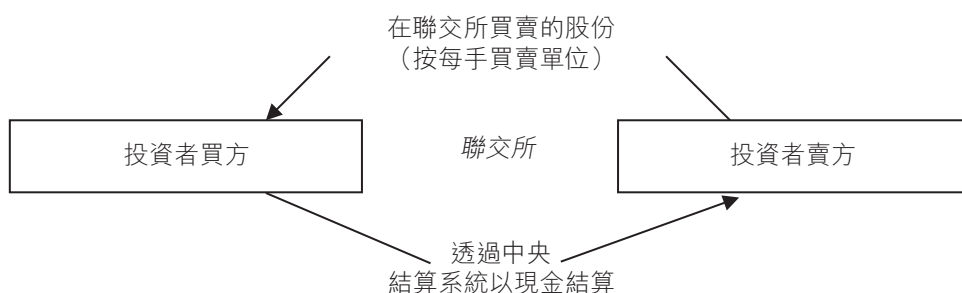 在聯交所買賣的股份
（按每手買賣單位）
投資者買方
聯交所
投資者賣方
透過中央
結算系統以現金結算